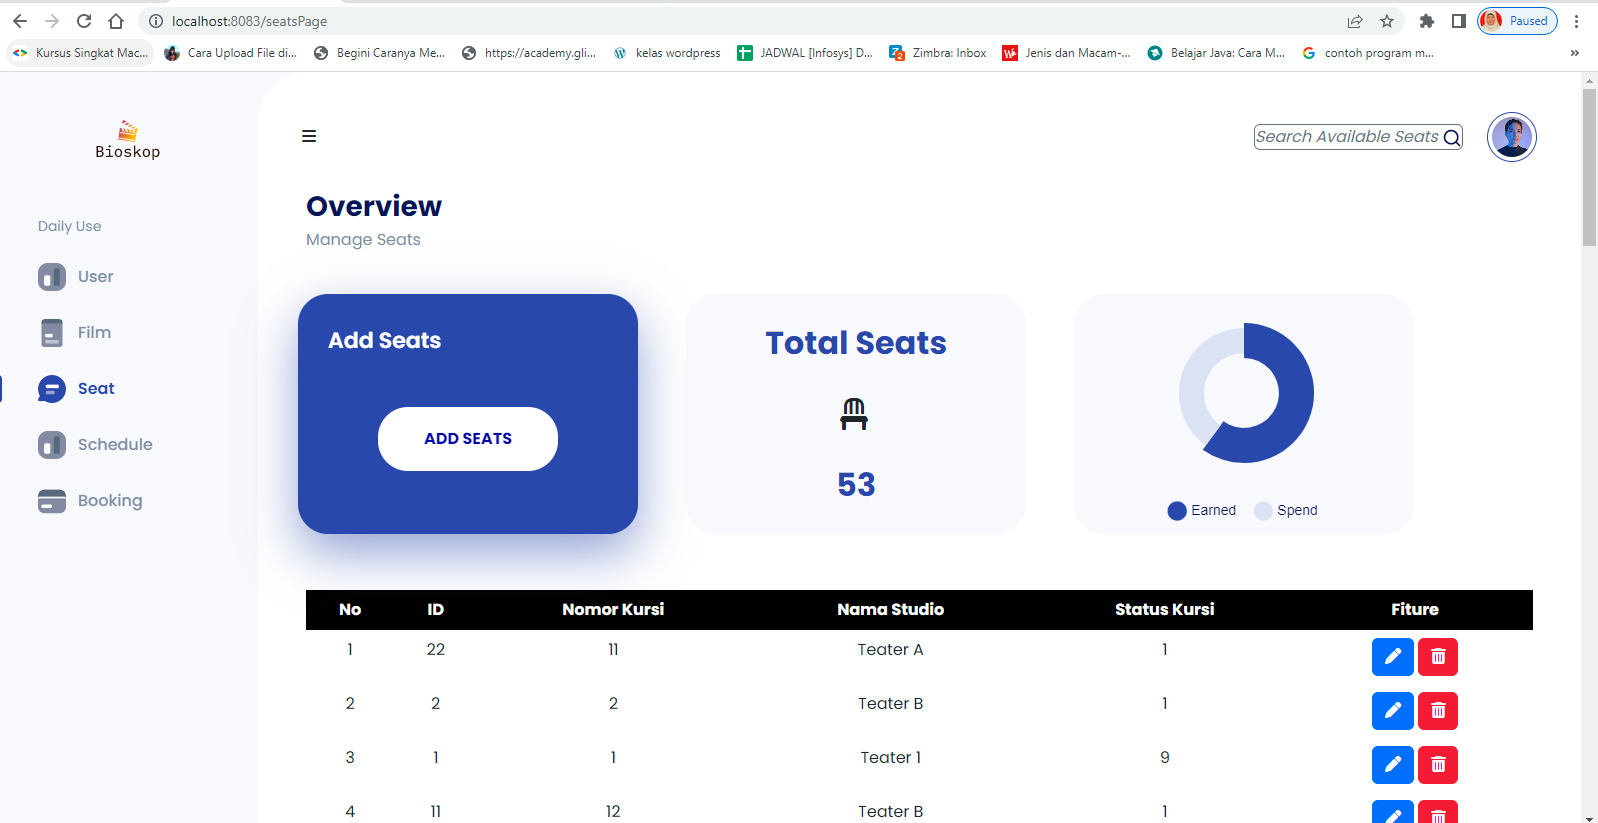 localhost:8083/seatsPage
Paused
Kursus Singkat Mac...
Cara Upload File di...
Begini Caranya Me...
https://academy.gli...
kelas wordpress
JADWAL [Infosys] D...
Zimbra: Inbox
Jenis dan Macam-...
Belajar Java: Cara M...
contoh program m...
»
Bioskop
Search Available Seats
Overview
Manage Seats
Daily Use
User
Film
Seat
Schedule
Booking
Add Seats
ADD SEATS
Total Seats
53
Earned Spend
No ID Nomor Kursi Nama Studio Status Kursi Fiture
1 22 11 Teater A 1
2 2 2 Teater B 1
3 1 1 Teater 1 9
4 11 12 Teater B 1